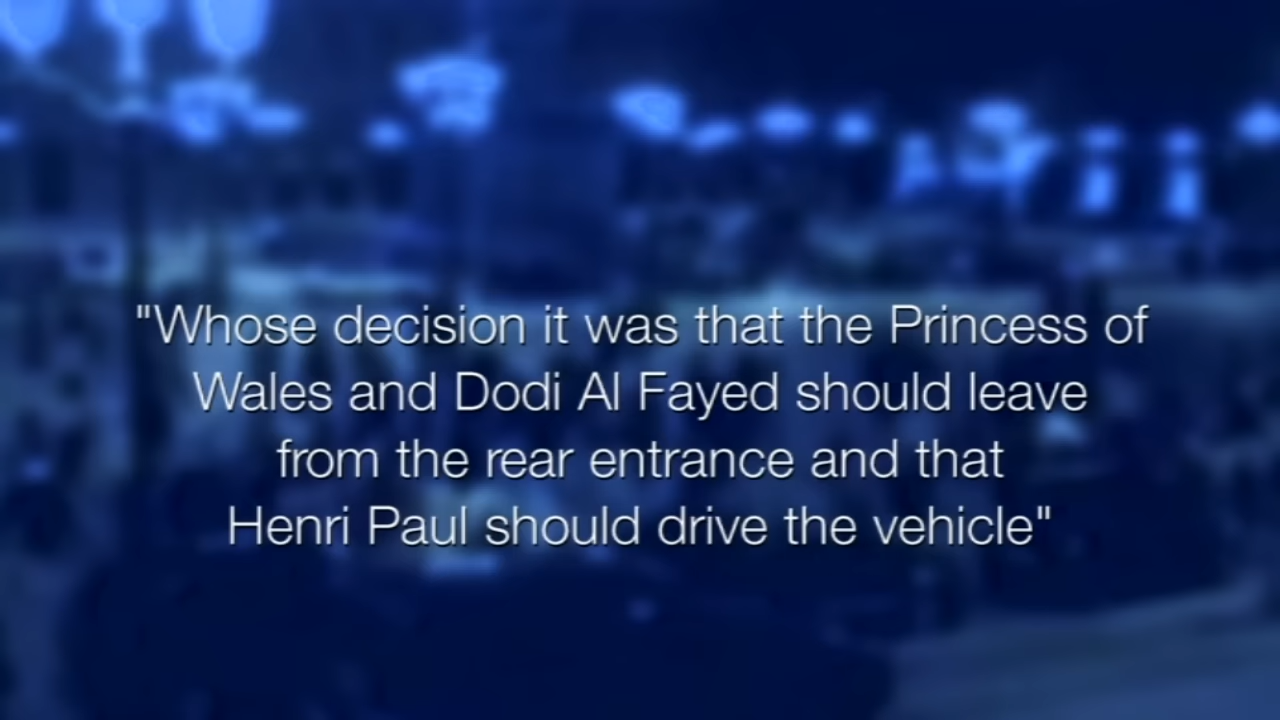 "Whose decision it was that the Princess of
Wales and Dodi Al Fayed should leave
from the rear entrance and that
Henri Paul should drive the vehicle"